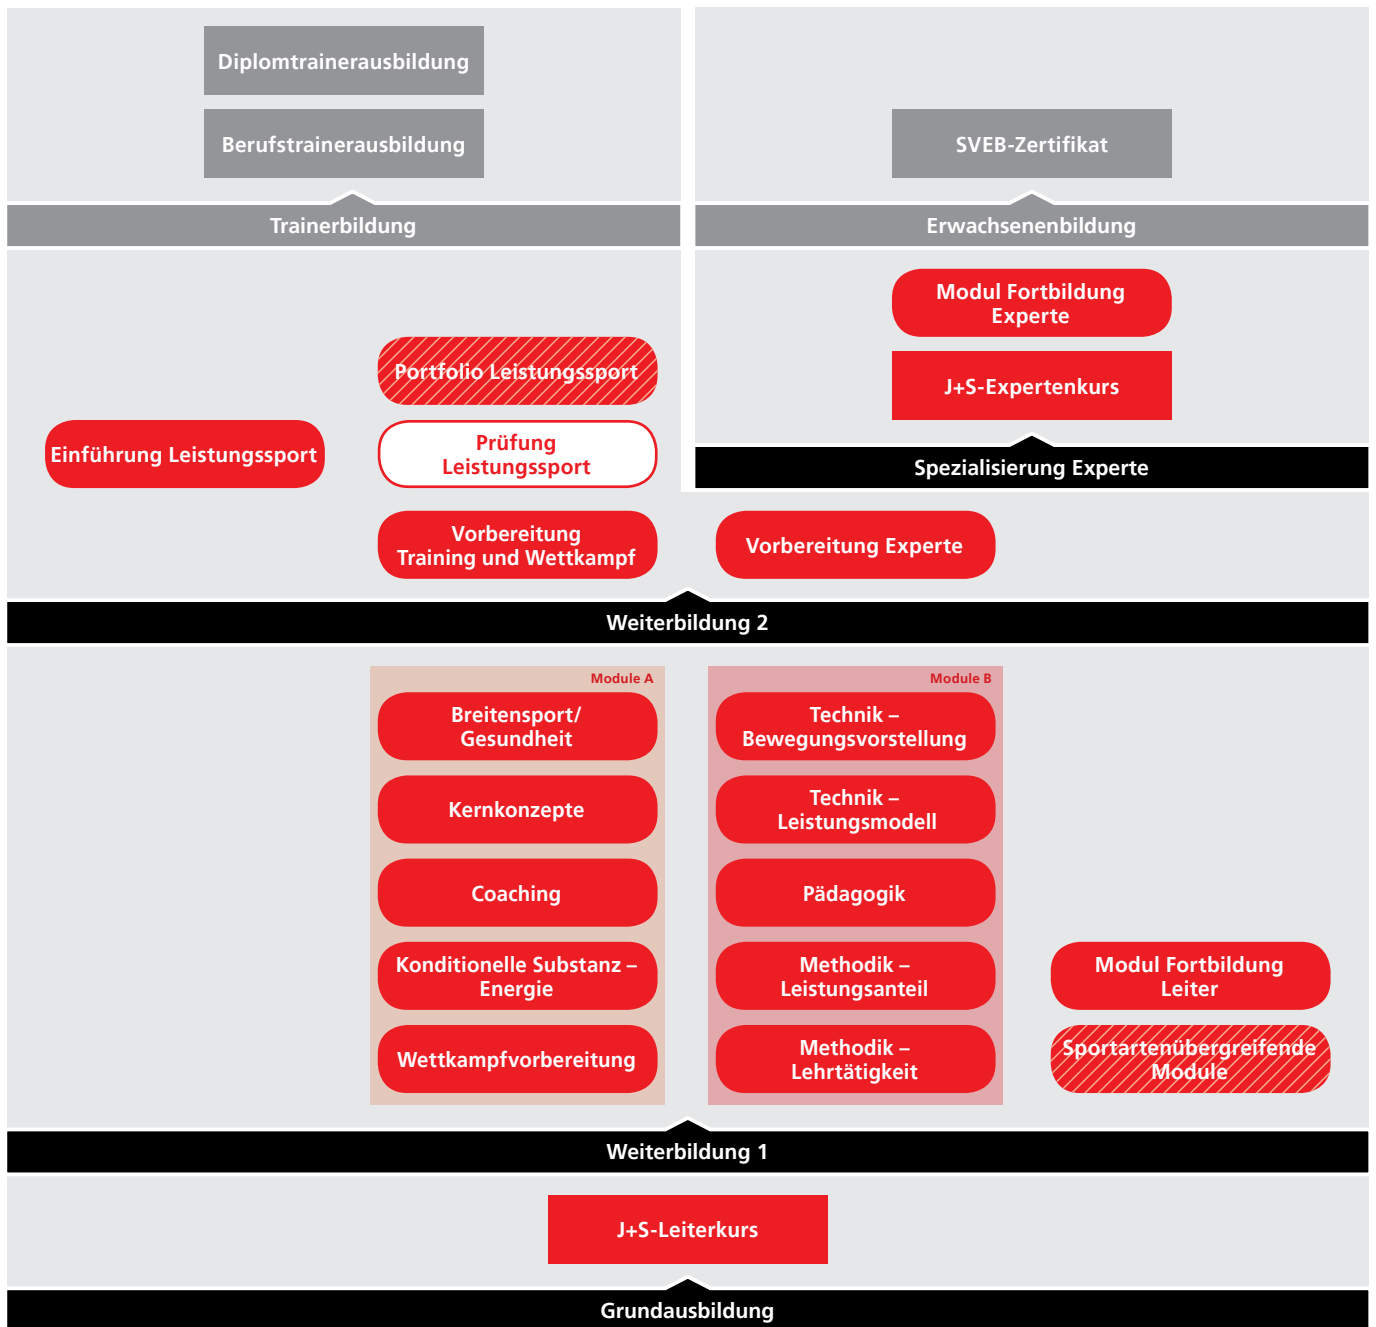 Diplomtrainerausbildung
Berufstrainerausbildung
SVEB-Zertifikat
Trainerbildung
Erwachsenenbildung
Modul Fortbildung
Experte
Portfolio Leistungssport
J+S-Expertenkurs
Einführung Leistungssport
Prüfung
Leistungssport
Spezialisierung Experte
Vorbereitung
Training und Wettkampf
Vorbereitung Experte
Weiterbildung 2
Module A
Breitensport/
Gesundheit
Kernkonzepte
Coaching
Konditionelle Substanz –
Energie
Wettkampfvorbereitung
Module B
Technik –
Bewegungsvorstellung
Technik –
Leistungsmodell
Pädagogik
Methodik –
Leistungsanteil
Methodik –
Lehrtätigkeit
Modul Fortbildung
Leiter
Sportartenübergreifende
Module
Weiterbildung 1
J+S-Leiterkurs
Grundausbildung